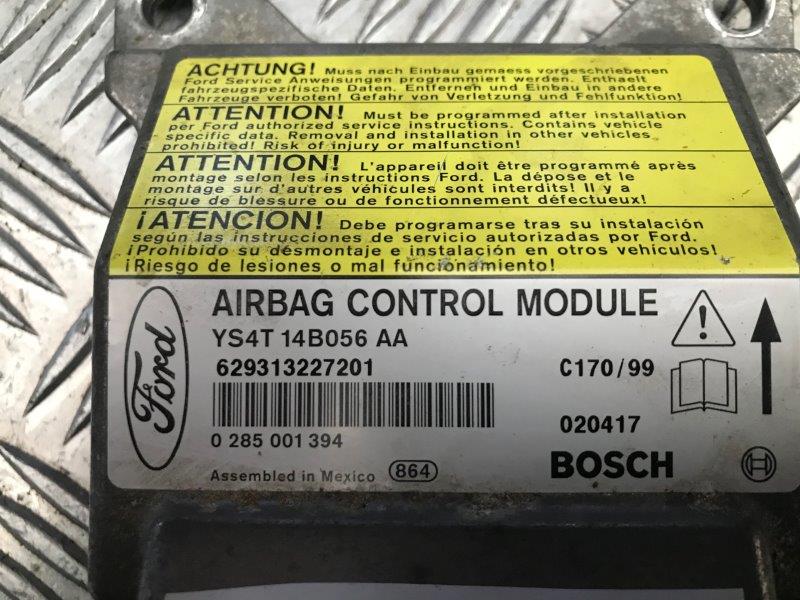 ACHTUNG! Muss nach Einbau gemaess vorgeschriebenen
Ford Service Anweisungen programmiert werden. Enthaelt
fahrzeugspezifische Daten. Entfernen und Einbau in andere
Fahrzeuge verboten! Gefahr von Verletzung und Fehlfunktion!
ATTENTION! Must be programmed after installation
per Ford authorized service instructions. Contains vehicle
specific data. Removal and installation in other vehicles
prohibited! Risk of injury or malfunction!
ATTENTION! L'appareil doit être programmé après
montage selon les instructions Ford. La dépose et le
montage sur d'autres véhicules sont interdits! Il y a
risque de blessure ou de fonctionnement défectueux!
¡ATENCION! Debe programarse tras su instalación
según las instrucciones de servicio autorizadas por Ford.
¡Prohibido su desmontaje e instalación en otros vehículos!
¡Riesgo de lesiones o mal funcionamiento!
Ford
AIRBAG CONTROL MODULE
YS4T 14B056 AA
629313227201 C170/99
0 285 001 394 020417
Assembled in Mexico 864 BOSCH